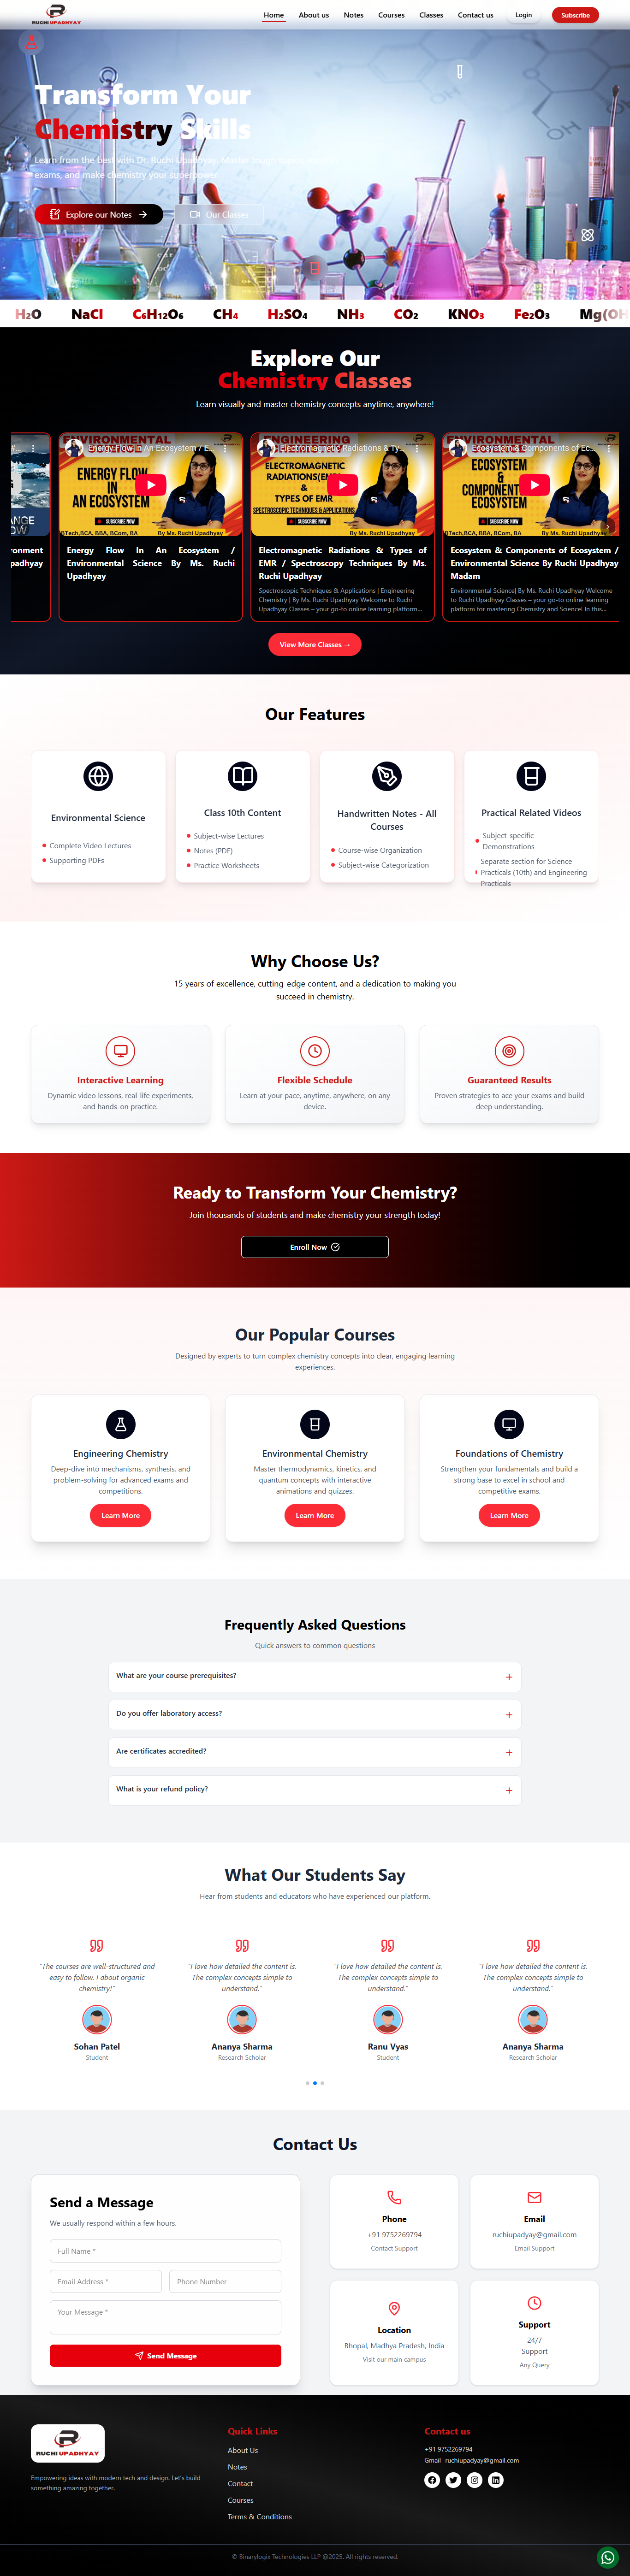 RUCHI UPADHYAY
Home
About us
Notes
Courses
Classes
Contact us
Login
Subscribe
Transform Your
Chemistry Skills
Learn from the best with Dr. Ruchi Upadhyay. Master
exams, and make chemistry your superpower.
Explore our Notes
Our Classes
H₂O
NaCl
C₆H₁₂O₆
CH₄
H₂SO₄
NH₃
CO₂
KNO₃
Fe₂O₃
Mg(OH
Explore Our
Chemistry Classes
Learn visually and master chemistry concepts anytime, anywhere!
ronment
padhyay
ENVIRONMENTAL
Energy Flow In An Ecosystem / E...
ENERGY FLOW
IN
AN ECOSYSTEM
SUBSCRIBE NOW
BTech,BCA, BBA, BCom, BA
By Ms. Ruchi Upadhyay
Energy Flow In An Ecosystem /
Environmental Science By Ms. Ruchi
Upadhyay
ENGINEERING
Electromagnetic Radiations & Ty...
ELECTROMAGNETIC
RADIATIONS(EMR)
&
TYPES OF EMR
SPECTROSCOPIC TECHNIQUES & APPLICATIONS
SUBSCRIBE NOW
By Ms. Ruchi Upadhyay
Electromagnetic Radiations & Types of
EMR / Spectroscopy Techniques By Ms.
Ruchi Upadhyay
Spectroscopic Techniques & Applications | Engineering
Chemistry | By Ms. Ruchi Upadhyay Welcome to Ruchi
Upadhyay Classes – your go-to online learning platform...
ENVIRONMENTAL
Ecosystem & Components of Ec...
ECOSYSTEM
&
COMPONENTS OF
ECOSYSTEM
SUBSCRIBE NOW
BTech,BCA, BBA, BCom, BA
By Ms. Ruchi Upadhyay
Ecosystem & Components of Ecosystem /
Environmental Science By Ruchi Upadhyay
Madam
Environmental Science| By Ms. Ruchi Upadhyay Welcome
to Ruchi Upadhyay Classes – your go-to online learning
platform for mastering Chemistry and Science! In this...
View More Classes →
Our Features
Environmental Science
Complete Video Lectures
Supporting PDFs
Class 10th Content
Subject-wise Lectures
Notes (PDF)
Practice Worksheets
Handwritten Notes - All
Courses
Course-wise Organization
Subject-wise Categorization
Practical Related Videos
Subject-specific
Demonstrations
Separate section for Science
Practicals (10th) and Engineering
Practicals
Why Choose Us?
15 years of excellence, cutting-edge content, and a dedication to making you
succeed in chemistry.
Interactive Learning
Dynamic video lessons, real-life experiments,
and hands-on practice.
Flexible Schedule
Learn at your pace, anytime, anywhere, on any
device.
Guaranteed Results
Proven strategies to ace your exams and build
deep understanding.
Ready to Transform Your Chemistry?
Join thousands of students and make chemistry your strength today!
Enroll Now
Our Popular Courses
Designed by experts to turn complex chemistry concepts into clear, engaging learning
experiences.
Engineering Chemistry
Deep-dive into mechanisms, synthesis, and
problem-solving for advanced exams and
competitions.
Learn More
Environmental Chemistry
Master thermodynamics, kinetics, and
quantum concepts with interactive
animations and quizzes.
Learn More
Foundations of Chemistry
Strengthen your fundamentals and build a
strong base to excel in school and
competitive exams.
Learn More
Frequently Asked Questions
Quick answers to common questions
What are your course prerequisites?
Do you offer laboratory access?
Are certificates accredited?
What is your refund policy?
What Our Students Say
Hear from students and educators who have experienced our platform.
"The courses are well-structured and
easy to follow. I about organic
chemistry!"
Sohan Patel
Student
"I love how detailed the content is.
The complex concepts simple to
understand."
Ananya Sharma
Research Scholar
"I love how detailed the content is.
The complex concepts simple to
understand."
Ranu Vyas
Student
"I love how detailed the content is.
The complex concepts simple to
understand."
Ananya Sharma
Research Scholar
Contact Us
Send a Message
We usually respond within a few hours.
Full Name *
Email Address *
Phone Number
Your Message *
Send Message
Phone
+91 9752269794
Contact Support
Email
ruchiupadyay@gmail.com
Email Support
Location
Bhopal, Madhya Pradesh, India
Visit our main campus
Support
24/7
Support
Any Query
RUCHI UPADHYAY
Empowering ideas with modern tech and design. Let's build
something amazing together.
Quick Links
About Us
Notes
Contact
Courses
Terms & Conditions
Contact us
+91 9752269794
Gmail- ruchiupadyay@gmail.com
© Binarylogix Technologies LLP @2025. All rights reserved.